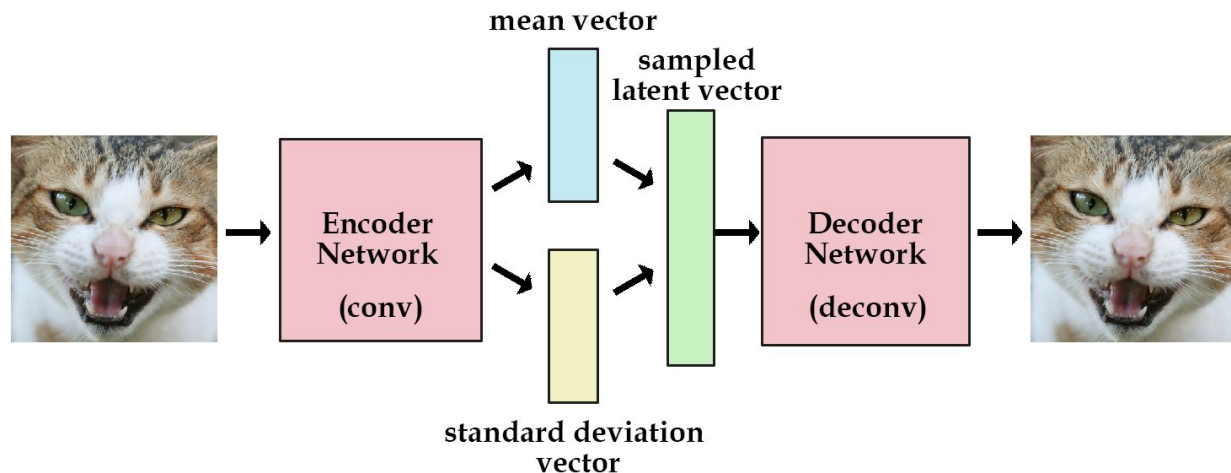 mean vector
sampled
latent vector
Encoder
Network
(conv)
Decoder
Network
(deconv)
standard deviation
vector